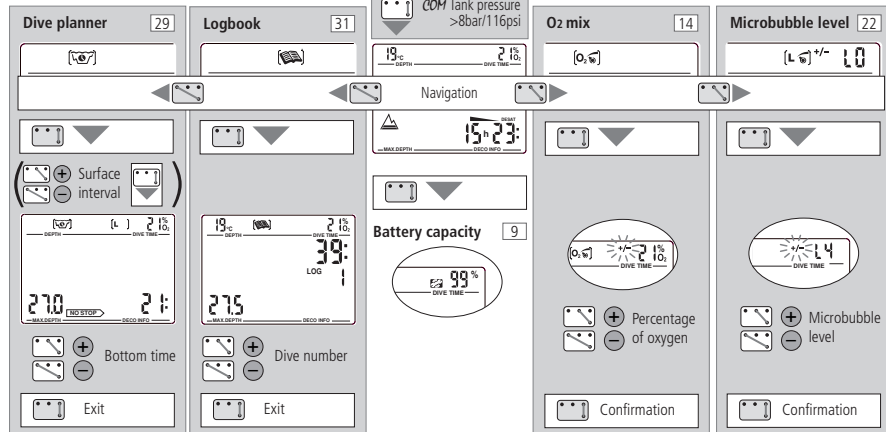 COM Tank pressure
>8bar/116psi
Dive planner 29
Logbook 31
O2 mix 14
Microbubble level 22
19°C
DEPTH
21%O2
DIVE TIME
[O2]
[L ]+/- L0
Navigation
DESAT
15h23:
MAX.DEPTH
DECO INFO
+ Surface
− interval
Battery capacity 9
99%
DIVE TIME
[L ] 21%O2
DEPTH
DIVE TIME
27.0 NO STOP 21:
MAX.DEPTH
DECO INFO
+ Bottom time
−
Exit
19°C 21%O2
DEPTH
DIVE TIME
39:
LOG 1
27.5
MAX.DEPTH
DECO INFO
+ Dive number
−
Exit
[O2] +/- 21%O2
DIVE TIME
+ Percentage
− of oxygen
Confirmation
+/- L4
DIVE TIME
+ Microbubble
− level
Confirmation